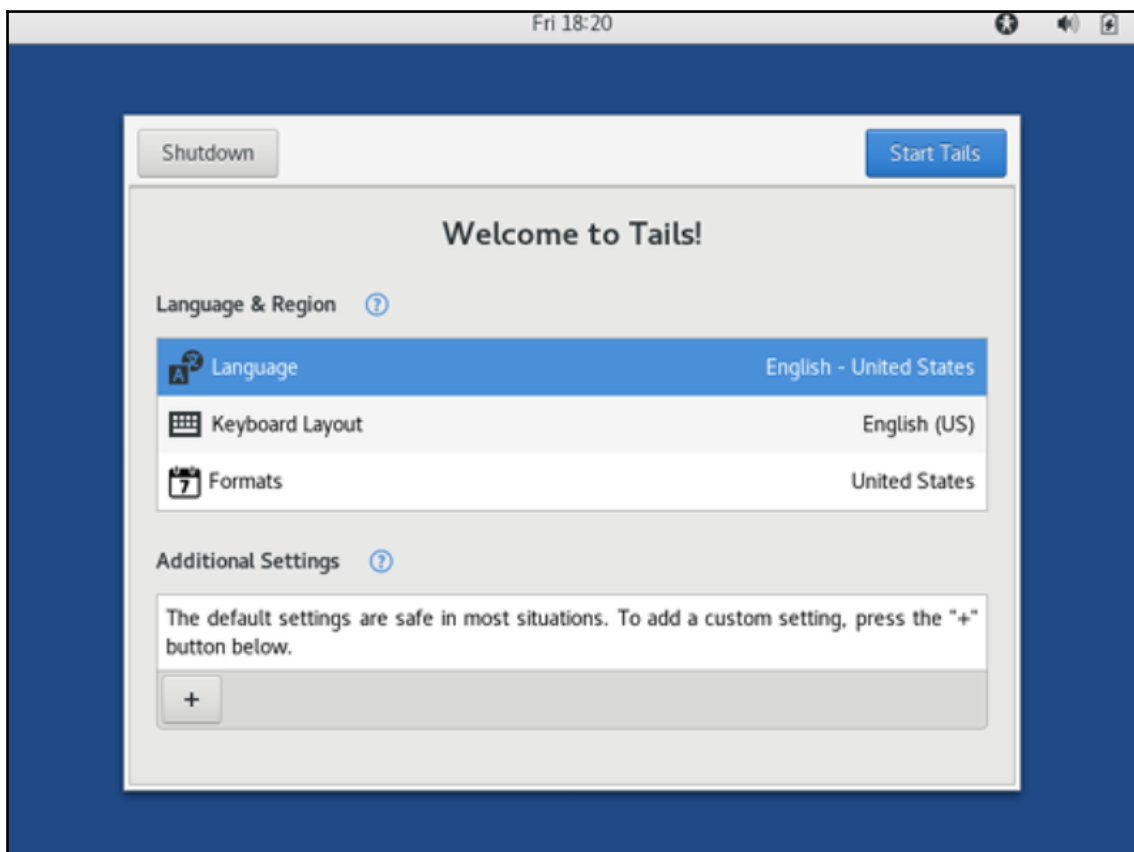 Fri 18:20
Shutdown
Start Tails
Welcome to Tails!
Language & Region ?
Language English - United States
Keyboard Layout English (US)
7 Formats United States
Additional Settings ?
The default settings are safe in most situations. To add a custom setting, press the "+"
button below.
+